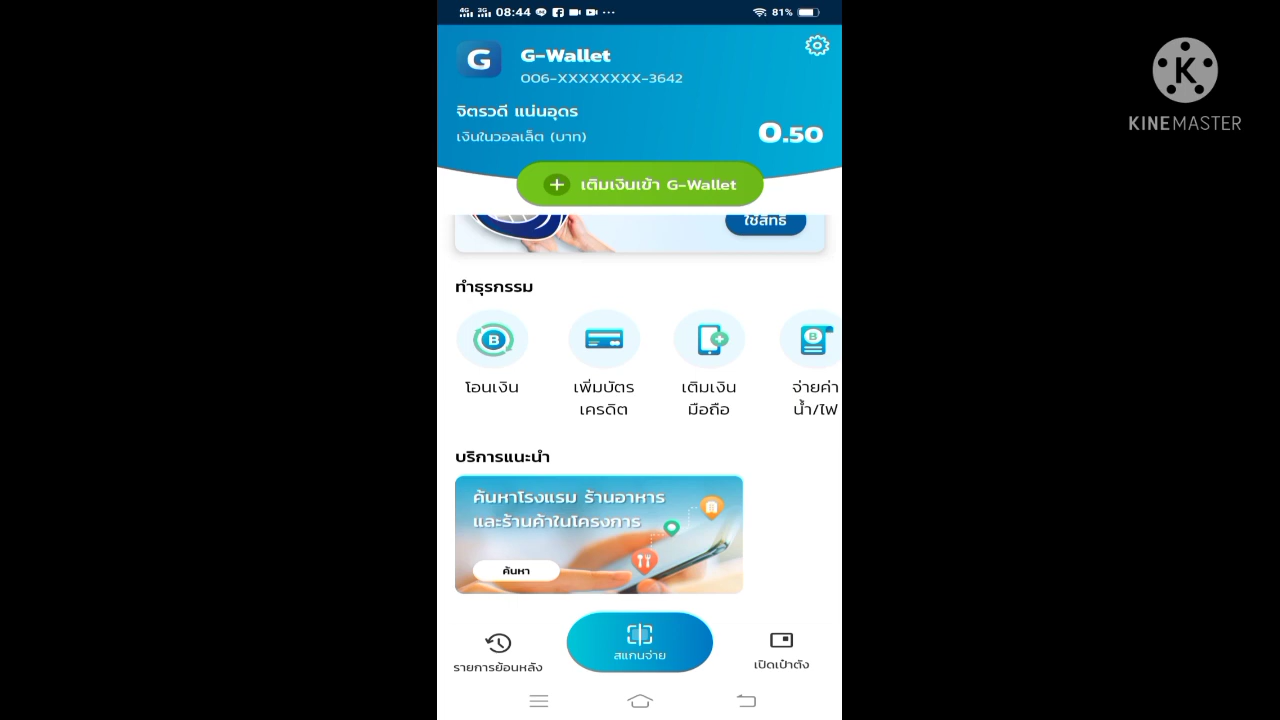 4G 3G 08:44 81%
G
G-Wallet
006-XXXXXXXX-3642
จิตรวดี แน่นอุดร
เงินในวอลเล็ต (บาท)
0.50
+ เติมเงินเข้า G-Wallet
ใช้สิทธิ์
ทำธุรกรรม
โอนเงิน
เพิ่มบัตร
เครดิต
เติมเงิน
มือถือ
จ่ายค่า
น้ำ/ไฟ
บริการแนะนำ
ค้นหาโรงแรม ร้านอาหาร
และร้านค้าในโครงการ
ค้นหา
รายการย้อนหลัง
สแกนจ่าย
เปิดเป๋าตัง
K
KINEMASTER